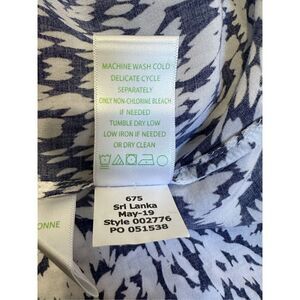 MACHINE WASH COLD
DELICATE CYCLE
SEPARATELY
ONLY NON-CHLORINE BLEACH
IF NEEDED
TUMBLE DRY LOW
LOW IRON IF NEEDED
OR DRY CLEAN
ONNE
675
Sri Lanka
May-19
Style 002776
PO 051538